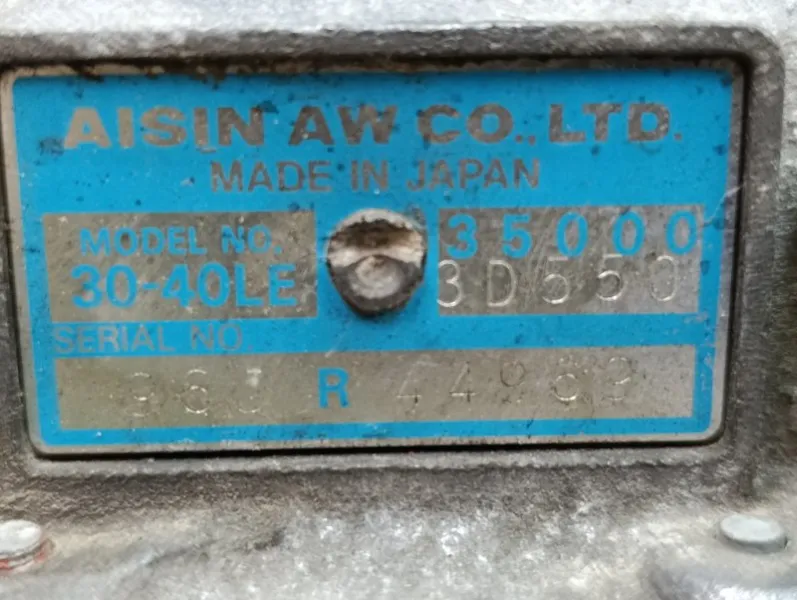 AISIN AW CO., LTD.
MADE IN JAPAN
MODEL NO. 35000
30-40LE 3D550
SERIAL NO.
R